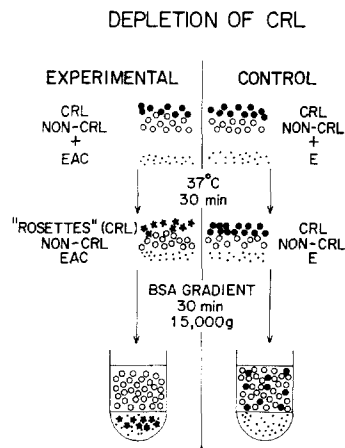 DEPLETION OF CRL
EXPERIMENTAL
CONTROL
CRL
NON-CRL
+
EAC
CRL
NON-CRL
+
E
37°C
30 min
"ROSETTES" (CRL)
NON-CRL
EAC
CRL
NON-CRL
E
BSA GRADIENT
30 min
15,000g